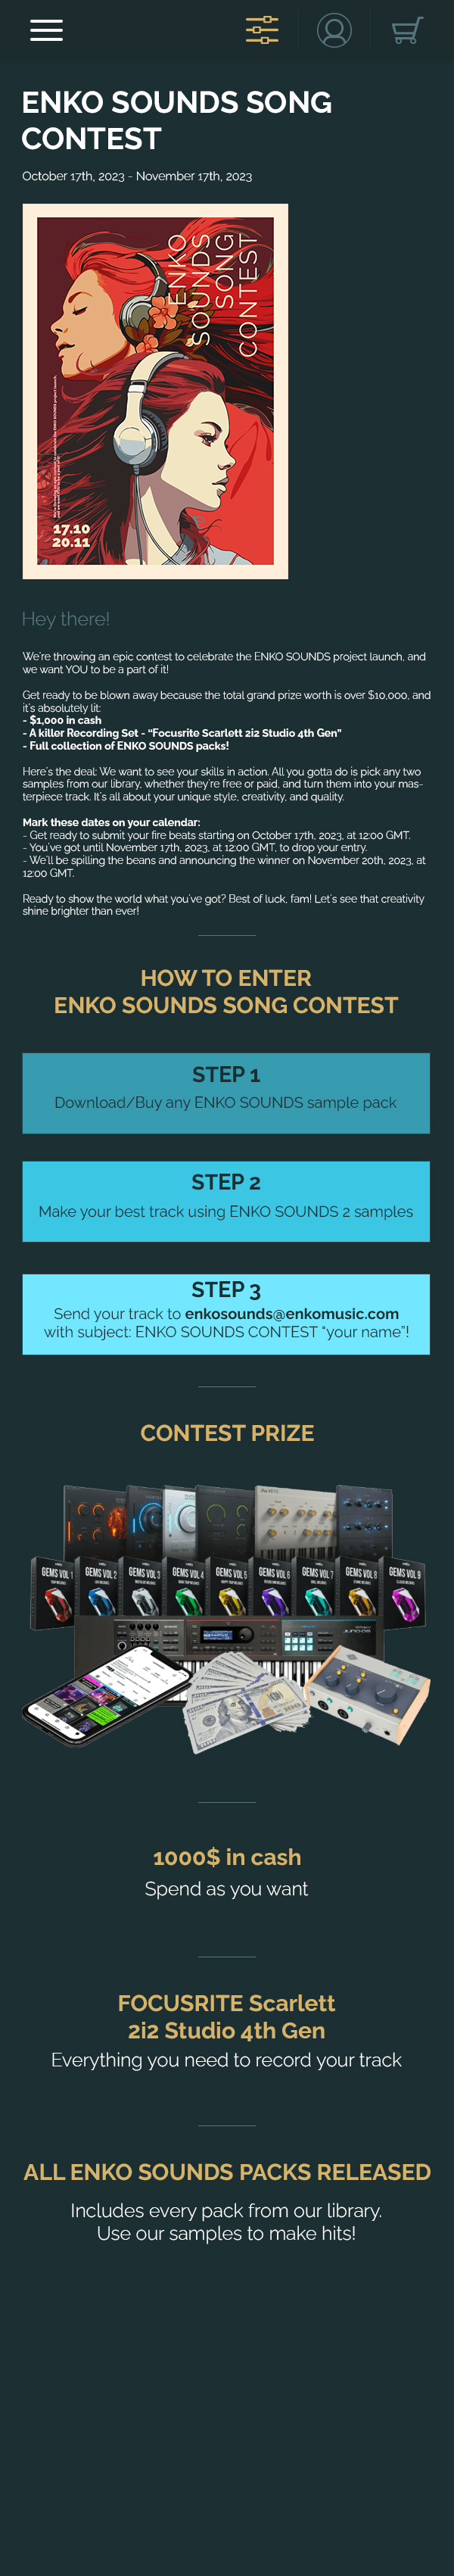 ENKO SOUNDS SONG
CONTEST
October 17th, 2023 - November 17th, 2023
ENKO
SOUNDS
SONG
CONTEST
17.10
20.11
Hey there!
We're throwing an epic contest to celebrate the ENKO SOUNDS project launch, and
we want YOU to be a part of it!
Get ready to be blown away because the total grand prize worth is over $10,000, and
it's absolutely lit:
- $1,000 in cash
- A killer Recording Set - "Focusrite Scarlett 2i2 Studio 4th Gen"
- Full collection of ENKO SOUNDS packs!
Here's the deal: We want to see your skills in action. All you gotta do is pick any two
samples from our library, whether they're free or paid, and turn them into your mas-
terpiece track. It's all about your unique style, creativity, and quality.
Mark these dates on your calendar:
- Get ready to submit your fire beats starting on October 17th, 2023, at 12:00 GMT.
- You've got until November 17th, 2023, at 12:00 GMT, to drop your entry.
- We'll be spilling the beans and announcing the winner on November 20th, 2023, at
12:00 GMT.
Ready to show the world what you've got? Best of luck, fam! Let's see that creativity
shine brighter than ever!
HOW TO ENTER
ENKO SOUNDS SONG CONTEST
STEP 1
Download/Buy any ENKO SOUNDS sample pack
STEP 2
Make your best track using ENKO SOUNDS 2 samples
STEP 3
Send your track to enkosounds@enkomusic.com
with subject: ENKO SOUNDS CONTEST "your name"!
CONTEST PRIZE
GEMS VOL 1
GEMS VOL 2
GEMS VOL 3
GEMS VOL 4
GEMS VOL 5
GEMS VOL 6
GEMS VOL 7
GEMS VOL 8
GEMS VOL 9
JUNO-DS
100
1000$ in cash
Spend as you want
FOCUSRITE Scarlett
2i2 Studio 4th Gen
Everything you need to record your track
ALL ENKO SOUNDS PACKS RELEASED
Includes every pack from our library.
Use our samples to make hits!